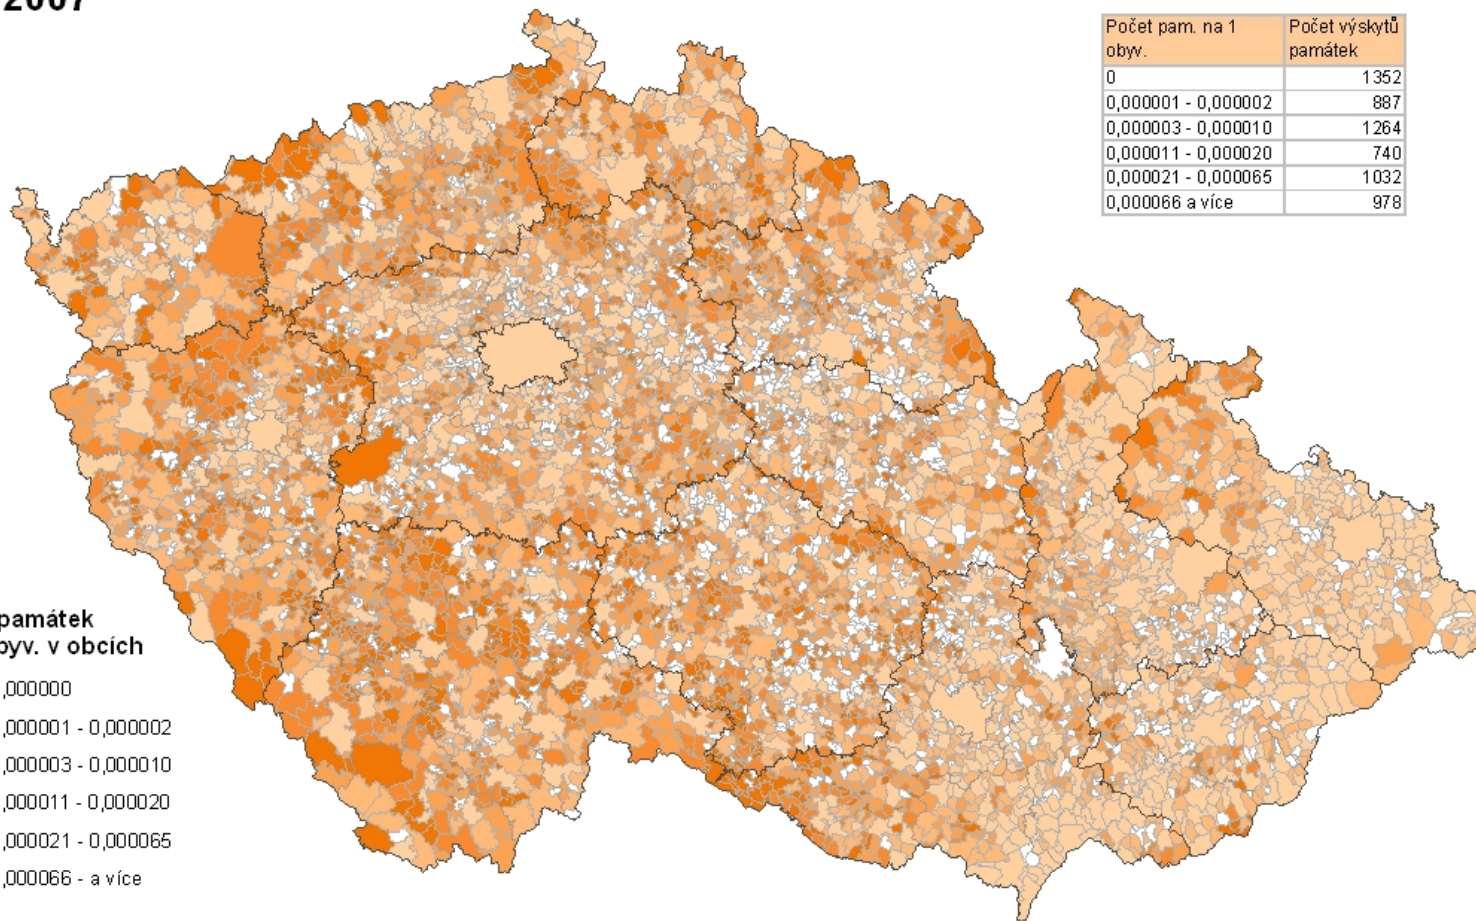 2007
Počet pam. na 1 obyv. Počet výskytů památek
0 1352
0,000001 - 0,000002 887
0,000003 - 0,000010 1264
0,000011 - 0,000020 740
0,000021 - 0,000065 1032
0,000066 a více 978
památek
byv. v obcích
,000000
,000001 - 0,000002
,000003 - 0,000010
,000011 - 0,000020
,000021 - 0,000065
,000066 - a více